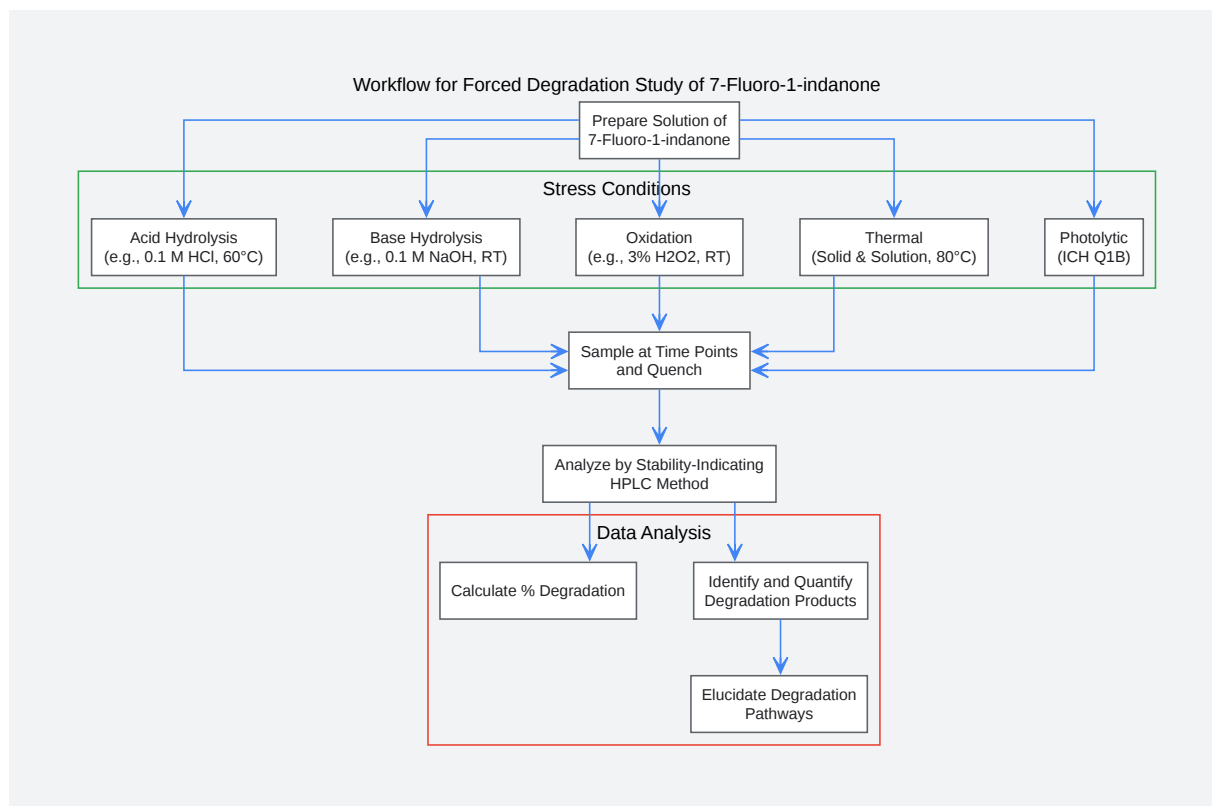 Workflow for Forced Degradation Study of 7-Fluoro-1-indanone
Prepare Solution of
7-Fluoro-1-indanone
Stress Conditions
Acid Hydrolysis
(e.g., 0.1 M HCl, 60°C)
Base Hydrolysis
(e.g., 0.1 M NaOH, RT)
Oxidation
(e.g., 3% H2O2, RT)
Thermal
(Solid & Solution, 80°C)
Photolytic
(ICH Q1B)
Sample at Time Points
and Quench
Analyze by Stability-Indicating
HPLC Method
Data Analysis
Calculate % Degradation
Identify and Quantify
Degradation Products
Elucidate Degradation
Pathways